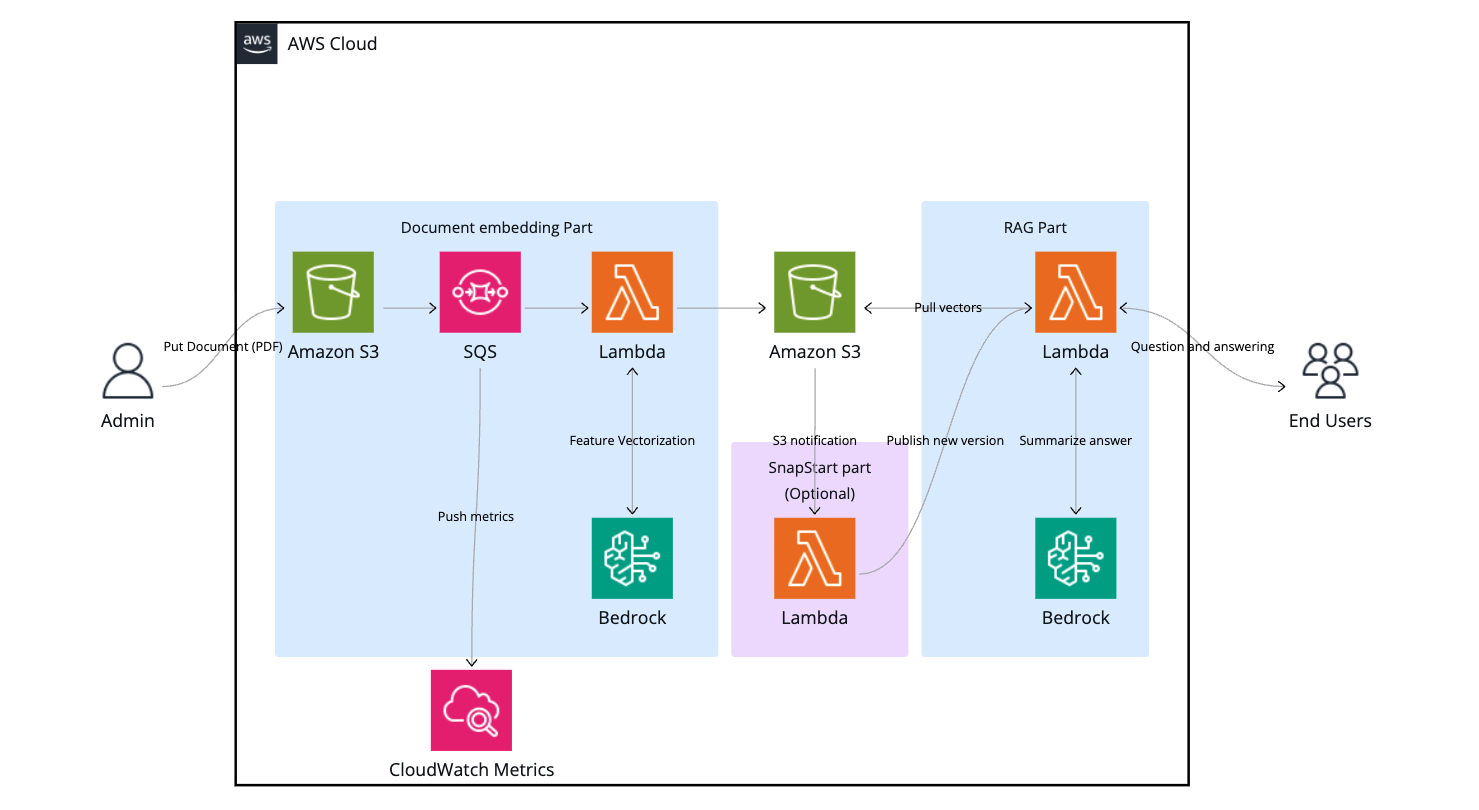 aws
AWS Cloud
Document embedding Part
RAG Part
Put Document (PDF)
Amazon S3
SQS
Lambda
Amazon S3
Pull vectors
Lambda
Question and answering
Admin
End Users
Feature Vectorization
S3 notification
Publish new version
Summarize answer
SnapStart part
(Optional)
Push metrics
Bedrock
Lambda
Bedrock
CloudWatch Metrics